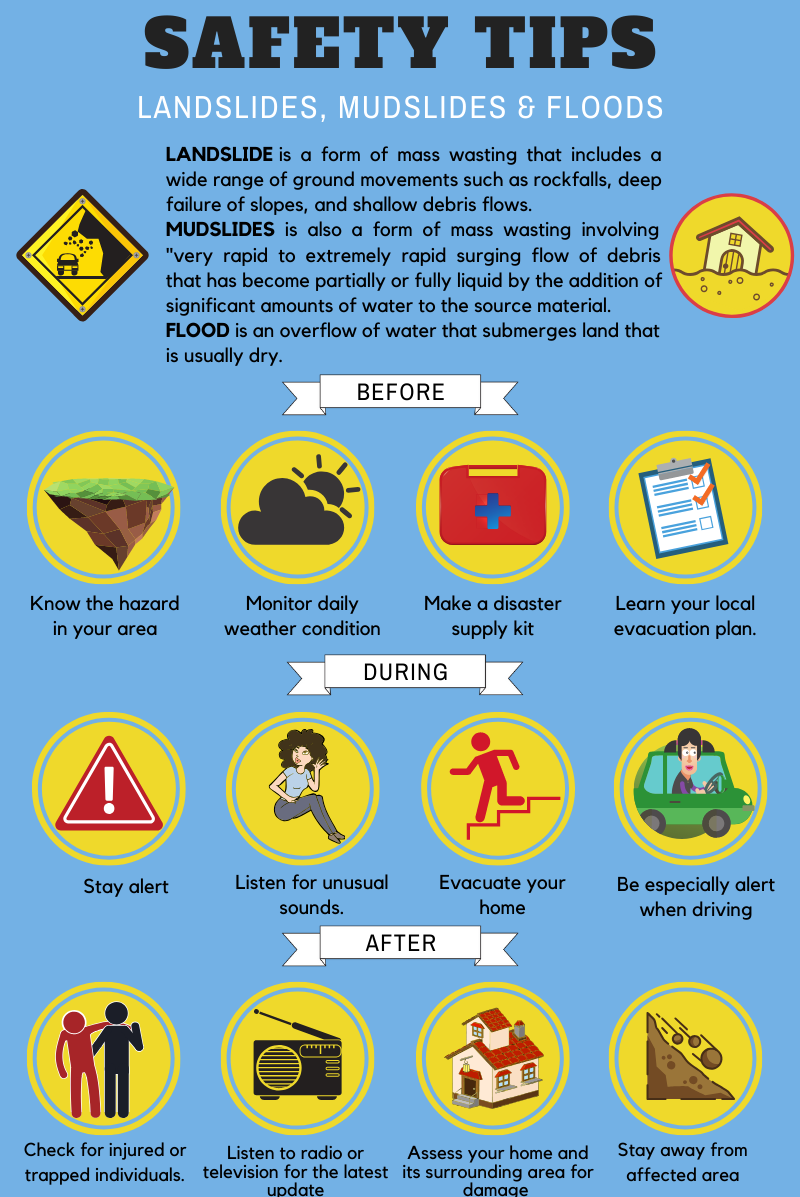 SAFETY TIPS
LANDSLIDES, MUDSLIDES & FLOODS
LANDSLIDE is a form of mass wasting that includes a
wide range of ground movements such as rockfalls, deep
failure of slopes, and shallow debris flows.
MUDSLIDES is also a form of mass wasting involving
"very rapid to extremely rapid surging flow of debris
that has become partially or fully liquid by the addition of
significant amounts of water to the source material.
FLOOD is an overflow of water that submerges land that
is usually dry.
BEFORE
Know the hazard
in your area
Monitor daily
weather condition
Make a disaster
supply kit
Learn your local
evacuation plan.
DURING
Stay alert
Listen for unusual
sounds.
Evacuate your
home
Be especially alert
when driving
AFTER
Check for injured or
trapped individuals.
Listen to radio or
television for the latest
update
Assess your home and
its surrounding area for
damage
Stay away from
affected area